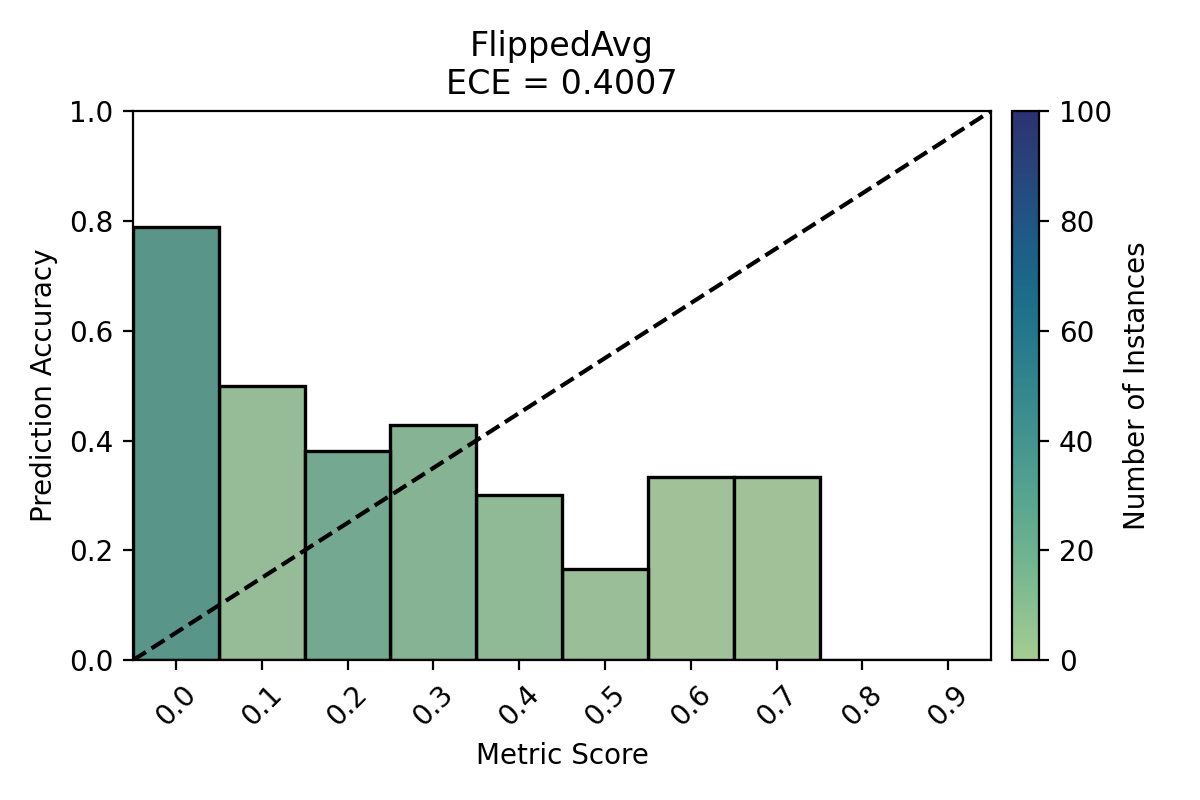 FlippedAvg
ECE = 0.4007
1.0
0.8
0.6
0.4
0.2
0.0
Prediction Accuracy
0.0 0.1 0.2 0.3 0.4 0.5 0.6 0.7 0.8 0.9
Metric Score
100
80
60
40
20
0
Number of Instances